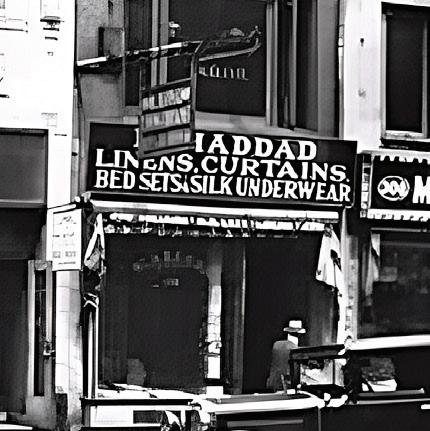 HADDAD
LINENS. CURTAINS.
BED SETS & SILK UNDERWEAR
M